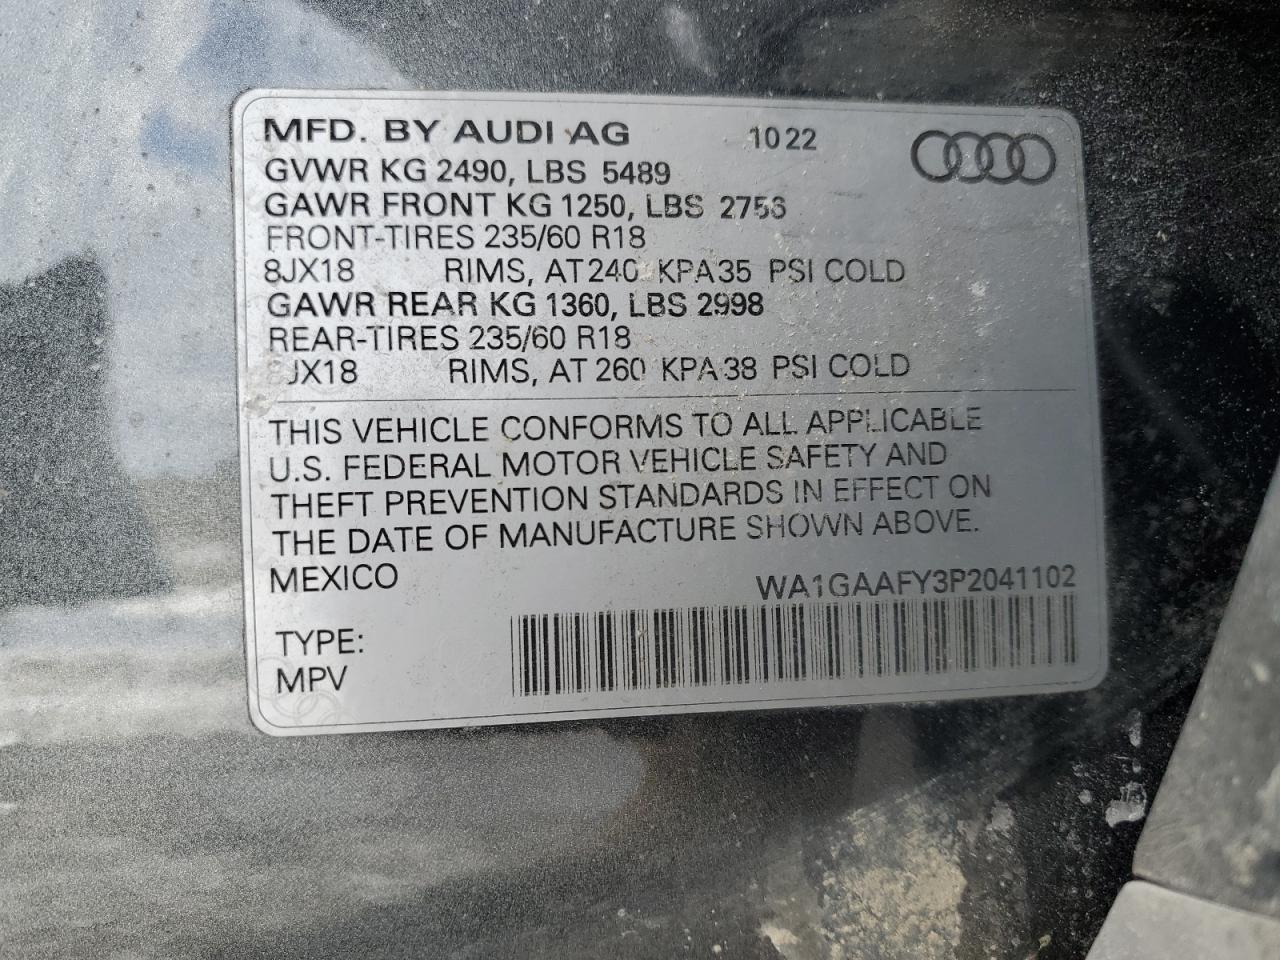 MFD. BY AUDI AG 1022
GVWR KG 2490, LBS 5489
GAWR FRONT KG 1250, LBS 2756
FRONT-TIRES 235/60 R18
8JX18 RIMS, AT 240 KPA 35 PSI COLD
GAWR REAR KG 1360, LBS 2998
REAR-TIRES 235/60 R18
8JX18 RIMS, AT 260 KPA 38 PSI COLD
THIS VEHICLE CONFORMS TO ALL APPLICABLE
U.S. FEDERAL MOTOR VEHICLE SAFETY AND
THEFT PREVENTION STANDARDS IN EFFECT ON
THE DATE OF MANUFACTURE SHOWN ABOVE.
MEXICO WA1GAAFY3P2041102
TYPE:
MPV